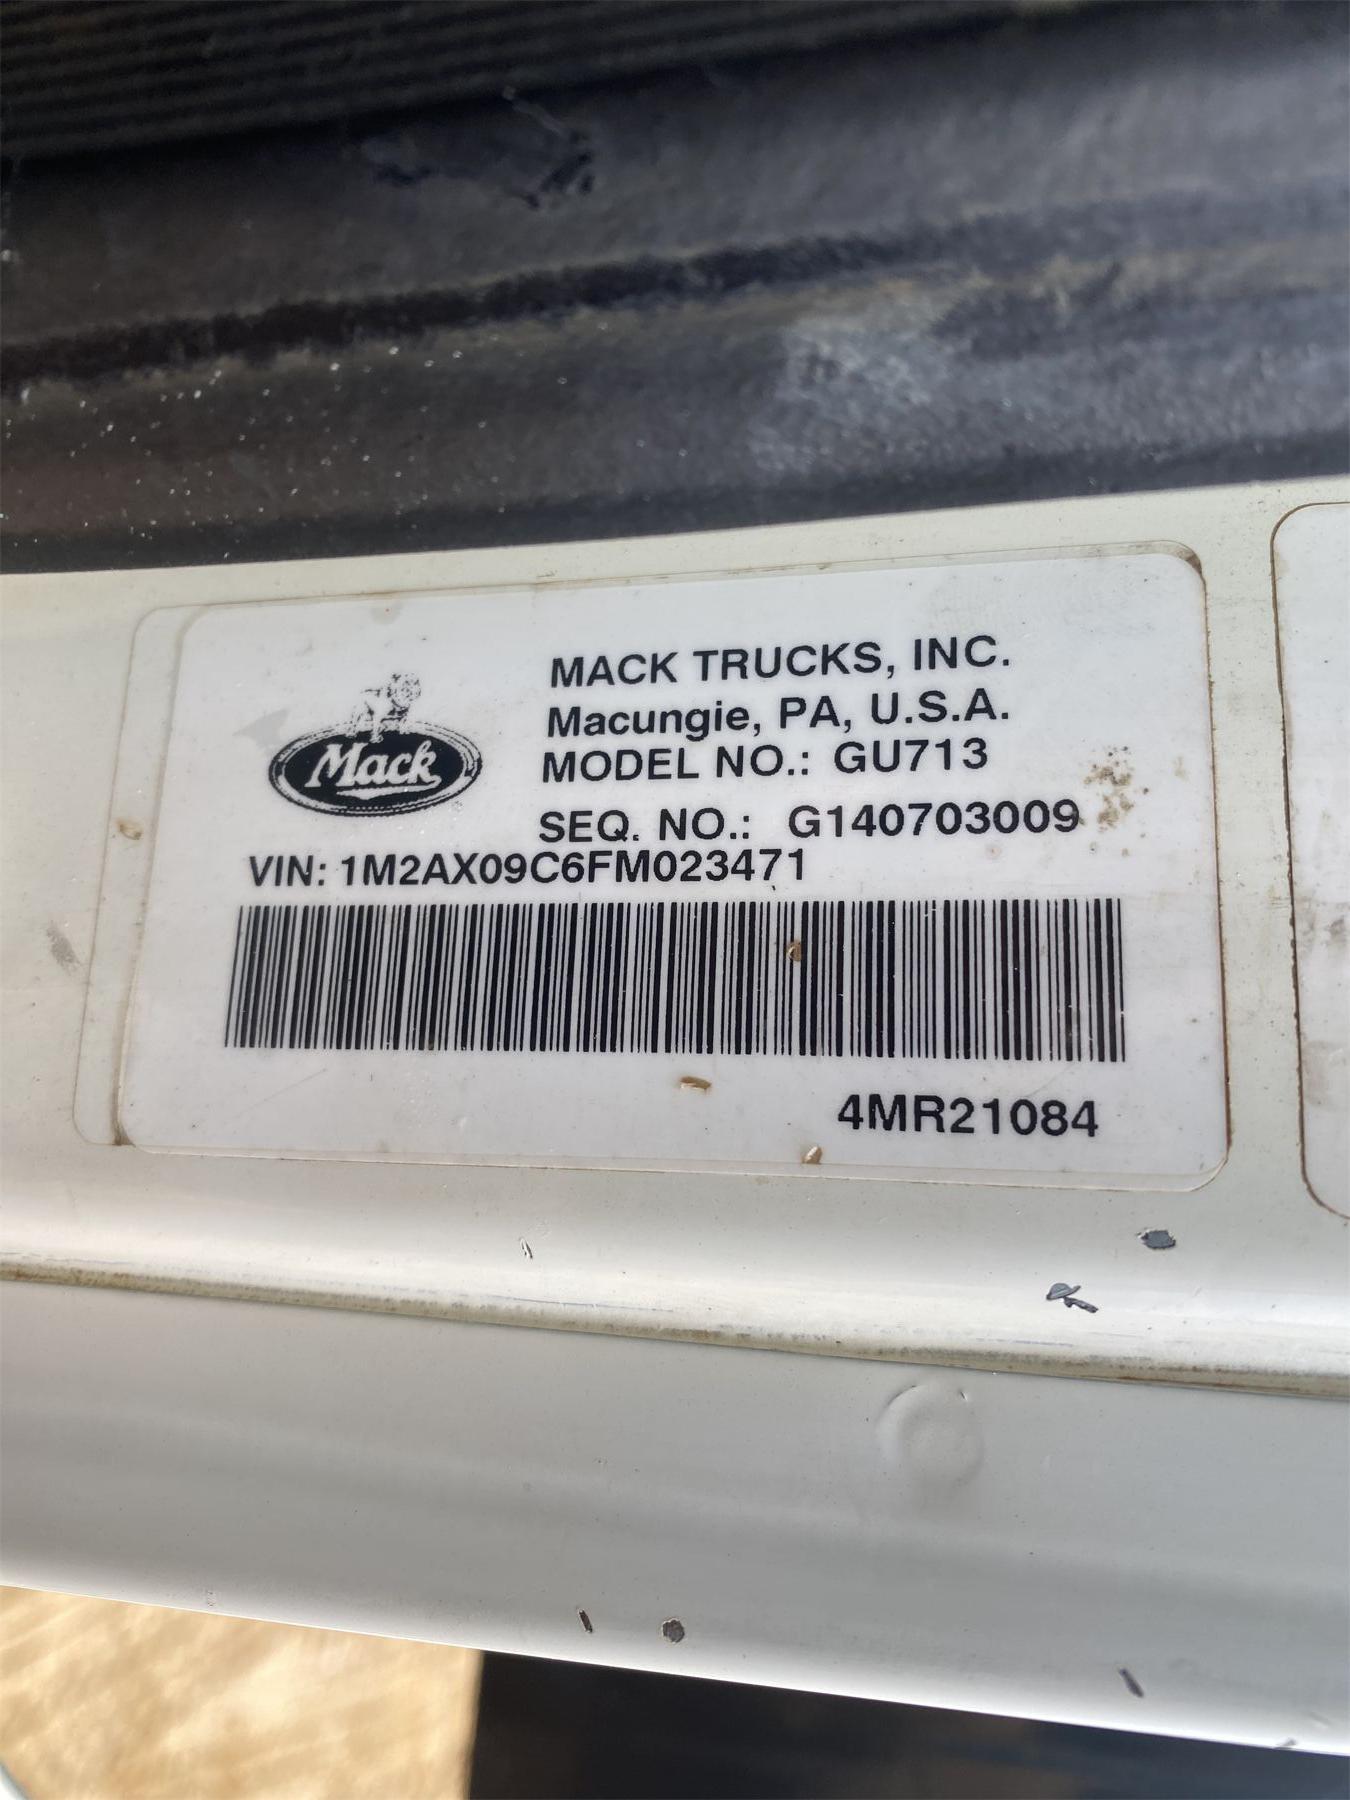 MACK TRUCKS, INC.
Macungie, PA, U.S.A.
Mack
MODEL NO.: GU713
SEQ. NO.: G140703009
VIN: 1M2AX09C6FM023471
4MR21084